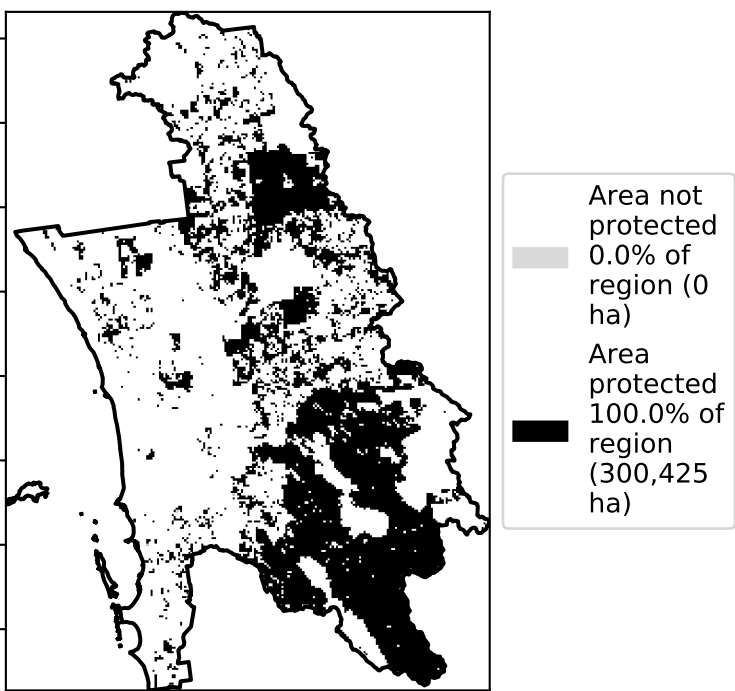 Area not
protected
0.0% of
region (0
ha)
Area
protected
100.0% of
region
(300,425
ha)